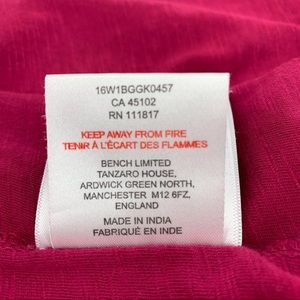 16W1BGGK0457
CA 45102
RN 111817
KEEP AWAY FROM FIRE
TENIR À L'ÉCART DES FLAMMES
BENCH LIMITED
TANZARO HOUSE,
ARDWICK GREEN NORTH,
MANCHESTER M12 6FZ,
ENGLAND
MADE IN INDIA
FABRIQUÉ EN INDE